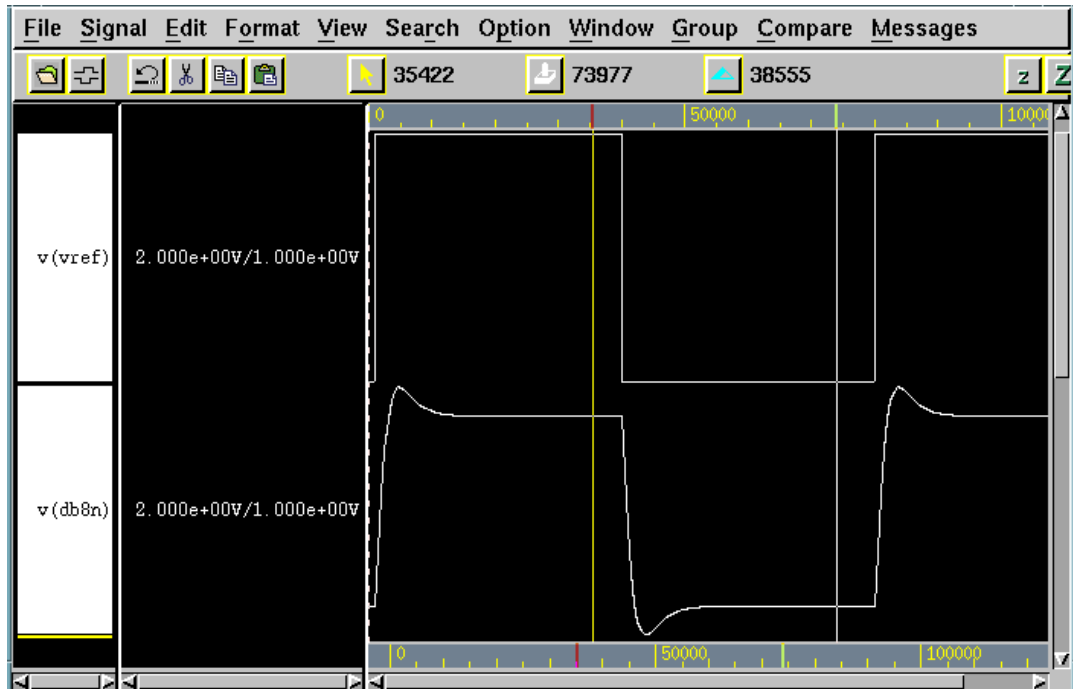 File Signal Edit Format View Search Option Window Group Compare Messages
35422 73977 38555 z Z
0 50000 10000
v(vref) 2.000e+00V/1.000e+00V
v(db8n) 2.000e+00V/1.000e+00V
0 50000 100000